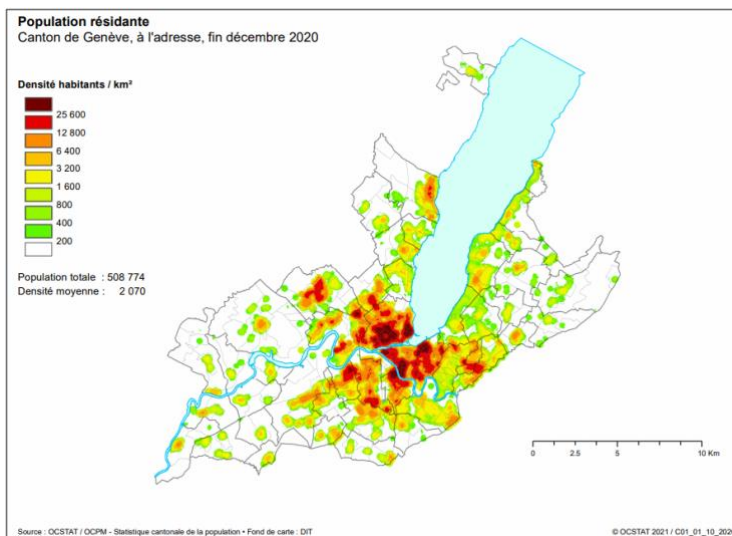 Population résidante
Canton de Genève, à l'adresse, fin décembre 2020
Densité habitants / km²
25 600
12 800
6 400
3 200
1 600
800
400
200
Population totale : 508 774
Densité moyenne : 2 070
0 2.5 5 10 Km
Source : OCSTAT / OCPM - Statistique cantonale de la population • Fond de carte : DIT
© OCSTAT 2021 / C01_01_10_2020